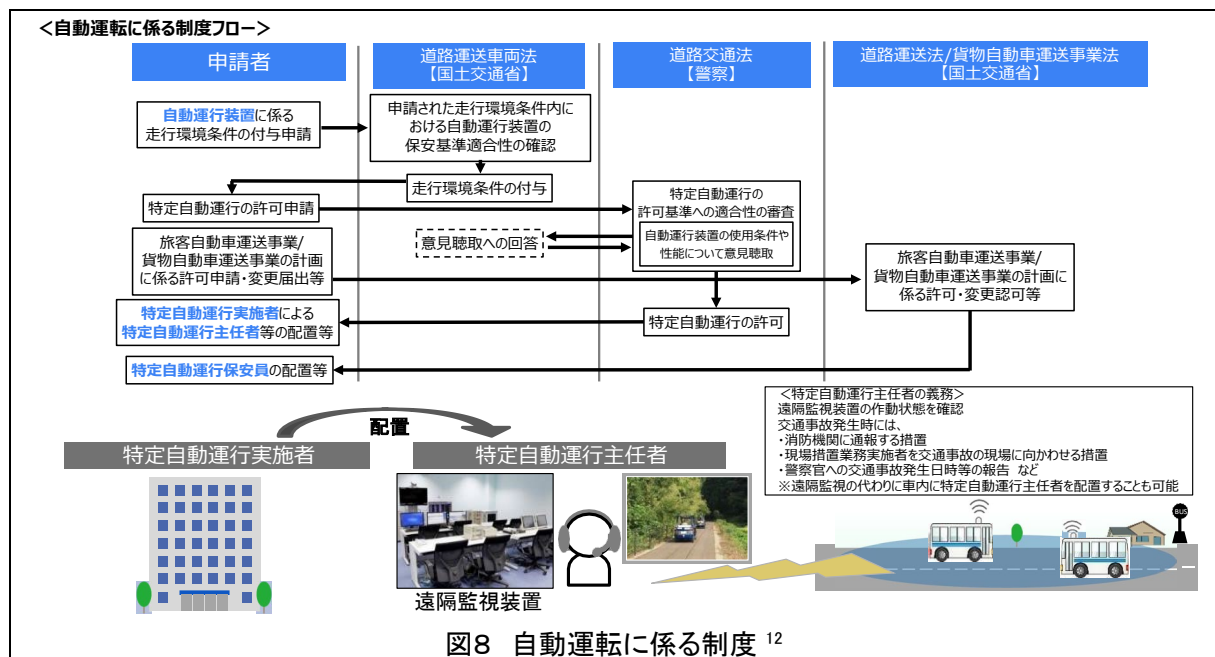 ＜自動運転に係る制度フロー＞
申請者
道路運送車両法
【国土交通省】
道路交通法
【警察】
道路運送法/貨物自動車運送事業法
【国土交通省】
自動運行装置に係る
走行環境条件の付与申請
申請された走行環境条件内に
おける自動運行装置の
保安基準適合性の確認
走行環境条件の付与
特定自動運行の許可申請
特定自動運行の
許可基準への適合性の審査
自動運行装置の使用条件や
性能について意見聴取
意見聴取への回答
旅客自動車運送事業/
貨物自動車運送事業の計画
に係る許可申請・変更届出等
旅客自動車運送事業/
貨物自動車運送事業の計画に
係る許可・変更認可等
特定自動運行実施者による
特定自動運行主任者等の配置等
特定自動運行の許可
特定自動運行保安員の配置等
配置
特定自動運行実施者
特定自動運行主任者
＜特定自動運行主任者の義務＞
遠隔監視装置の作動状態を確認
交通事故発生時には、
・消防機関に通報する措置
・現場措置業務実施者を交通事故の現場に向かわせる措置
・警察官への交通事故発生日時等の報告 など
※遠隔監視の代わりに車内に特定自動運行主任者を配置することも可能
BUS
遠隔監視装置
図8 自動運転に係る制度 12